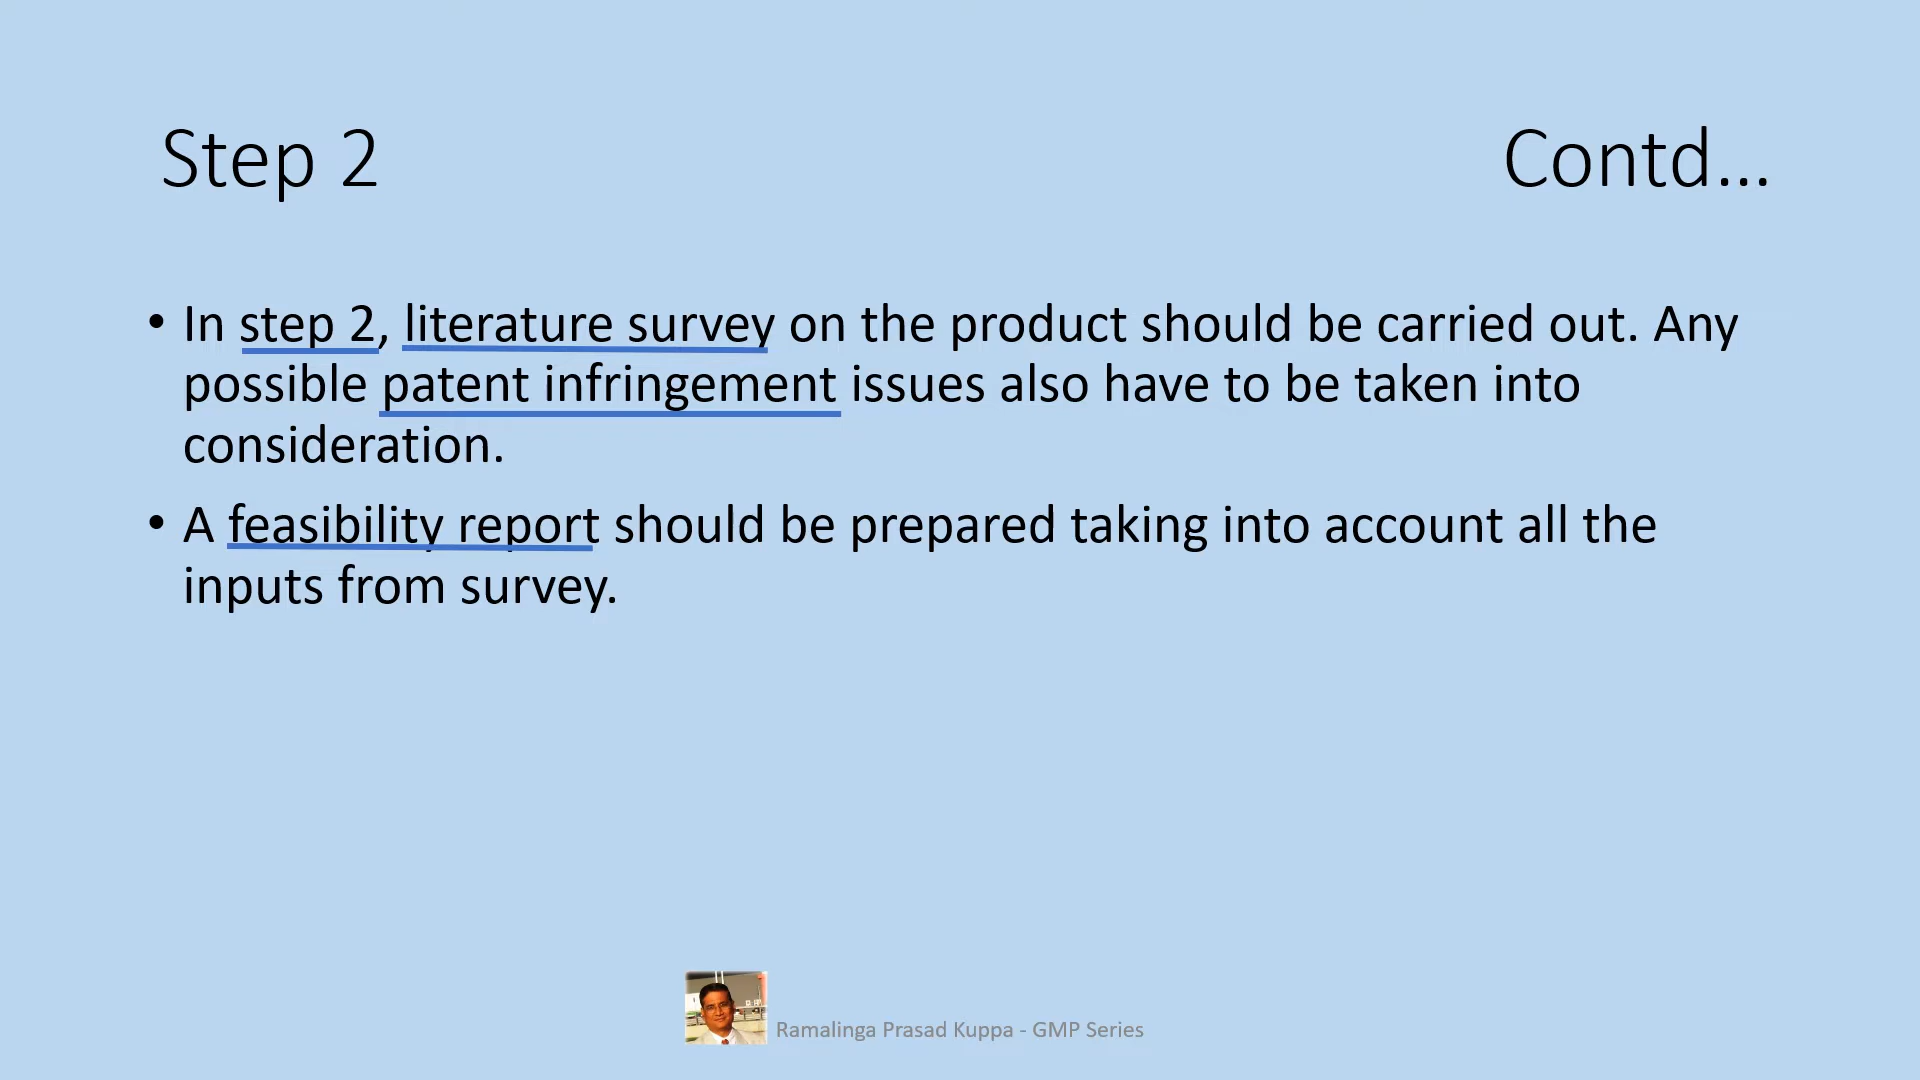 Step 2 Contd...
• In step 2, literature survey on the product should be carried out. Any
possible patent infringement issues also have to be taken into
consideration.
• A feasibility report should be prepared taking into account all the
inputs from survey.
Ramalinga Prasad Kuppa - GMP Series